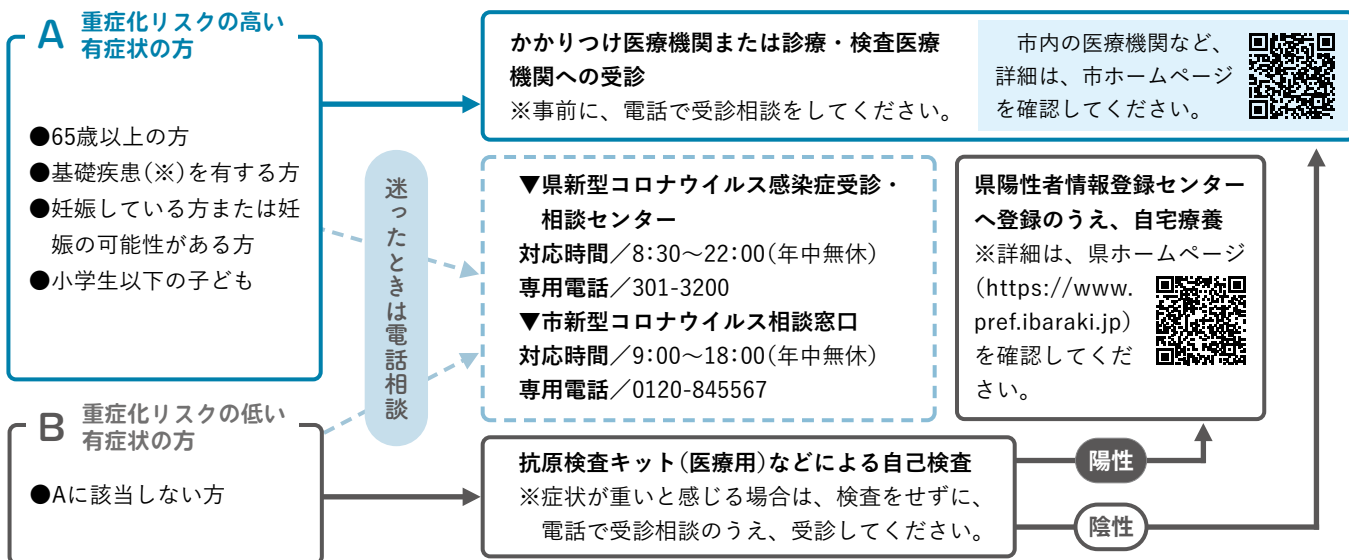 A 重症化リスクの高い
有症状の方
●65歳以上の方
●基礎疾患(※)を有する方
●妊娠している方または妊
娠の可能性がある方
●小学生以下の子ども
かかりつけ医療機関または診療・検査医療
機関への受診
※事前に、電話で受診相談をしてください。
市内の医療機関など、
詳細は、市ホームページ
を確認してください。
迷ったときは電話相談
▼県新型コロナウイルス感染症受診・
相談センター
対応時間／8:30～22:00(年中無休)
専用電話／301-3200
▼市新型コロナウイルス相談窓口
対応時間／9:00～18:00(年中無休)
専用電話／0120-845567
県陽性者情報登録センター
へ登録のうえ、自宅療養
※詳細は、県ホームページ
(https://www.
pref.ibaraki.jp)
を確認してくだ
さい。
B 重症化リスクの低い
有症状の方
●Aに該当しない方
抗原検査キット(医療用)などによる自己検査
※症状が重いと感じる場合は、検査をせずに、
電話で受診相談のうえ、受診してください。
陽性
陰性